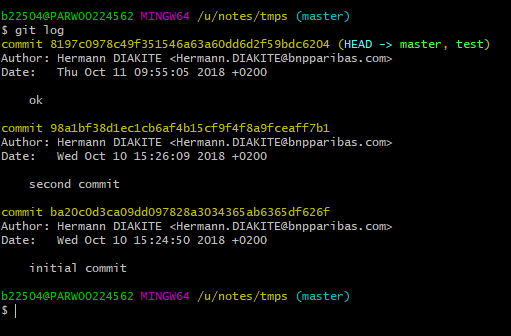 b22504@PARWO0224562 MINGW64 /u/notes/tmps (master)
$ git log
commit 8197c0978c49f351546a63a60dd6d2f59bdc6204 (HEAD -> master, test)
Author: Hermann DIAKITE <Hermann.DIAKITE@bnpparibas.com>
Date:   Thu Oct 11 09:55:05 2018 +0200
    ok
commit 98a1bf38d1ec1cb6af4b15cf9f4f8a9fceaff7b1
Author: Hermann DIAKITE <Hermann.DIAKITE@bnpparibas.com>
Date:   Wed Oct 10 15:26:09 2018 +0200
    second commit
commit ba20c0d3ca09dd097828a3034365ab6365df626f
Author: Hermann DIAKITE <Hermann.DIAKITE@bnpparibas.com>
Date:   Wed Oct 10 15:24:50 2018 +0200
    initial commit
b22504@PARWO0224562 MINGW64 /u/notes/tmps (master)
$